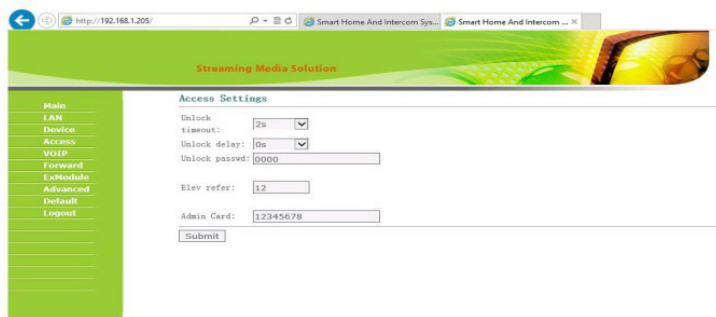 http://192.168.1.205/
Smart Home And Intercom Sys...
Smart Home And Intercom ...
Streaming Media Solution
Main
LAN
Device
Access
VOIP
Forward
ExModule
Advanced
Default
Logout
Access Settings
Unlock timeout: 2s
Unlock delay: 0s
Unlock passwd: 0000
Elev refer: 12
Admin Card: 12345678
Submit